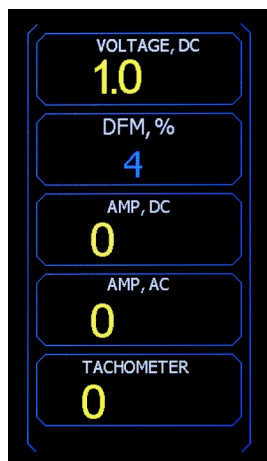 VOLTAGE, DC
1.0
DFM, %
4
AMP, DC
0
AMP, AC
0
TACHOMETER
0